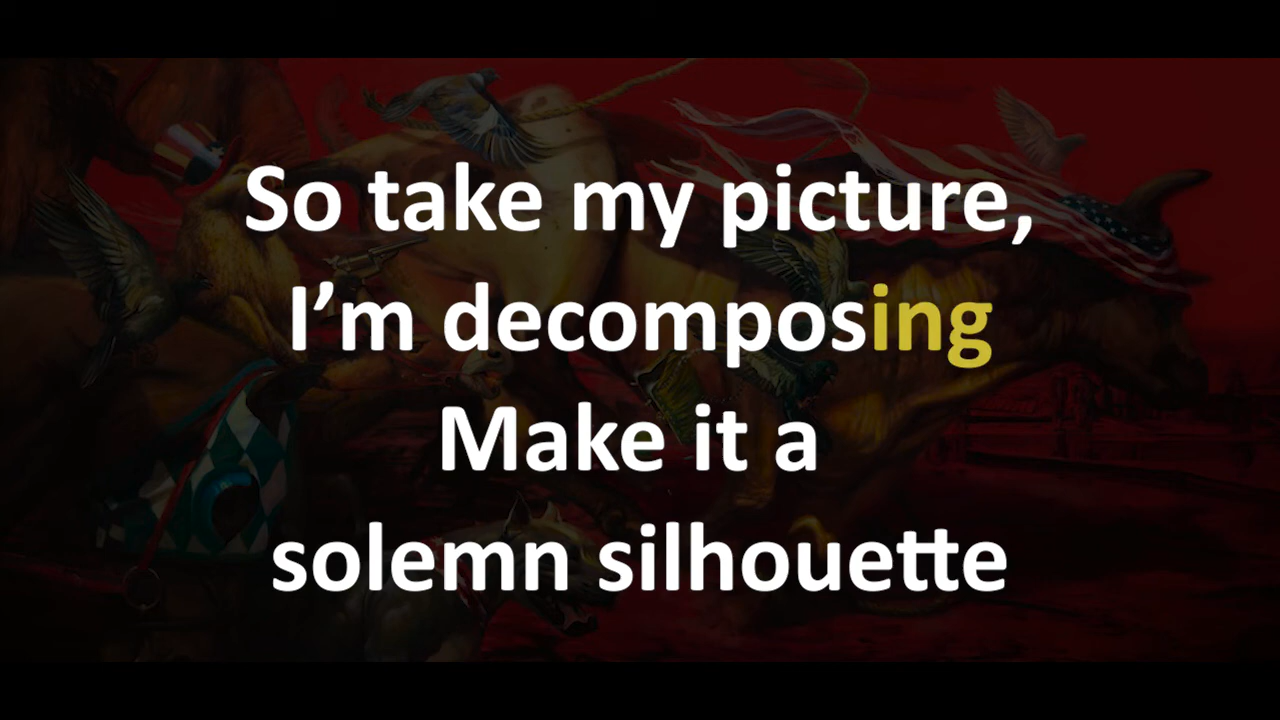 So take my picture,
I’m decomposing
Make it a
solemn silhouette